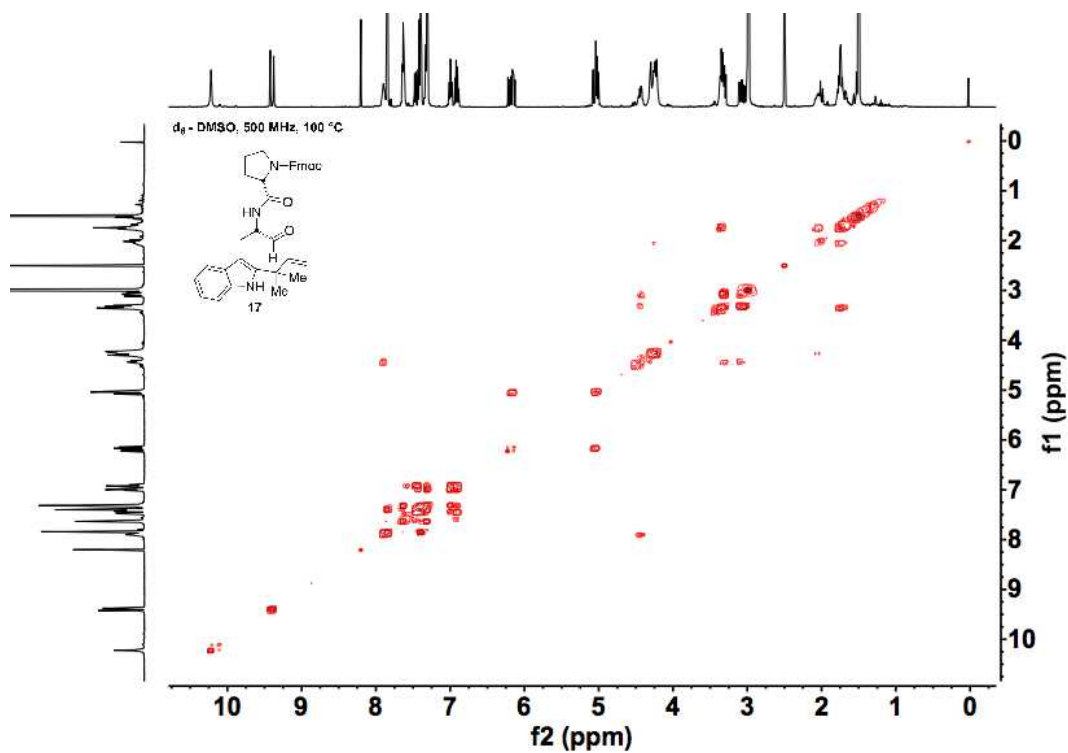 d₆ - DMSO, 500 MHz, 100 °C
N-Fmoc
O
HN
O
H
NH
Me
Me
17
0
1
2
3
4
5
6
7
8
9
10
f1 (ppm)
10 9 8 7 6 5 4 3 2 1 0
f2 (ppm)